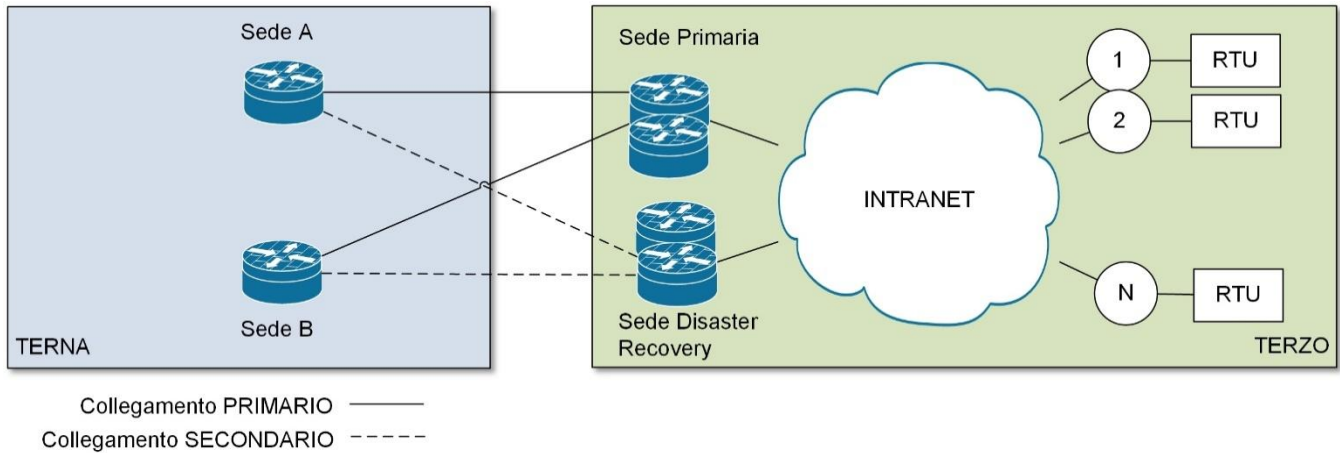 Sede A
Sede B
TERNA
Sede Primaria
Sede Disaster
Recovery
INTRANET
1
RTU
2
RTU
N
RTU
TERZO
Collegamento PRIMARIO
Collegamento SECONDARIO